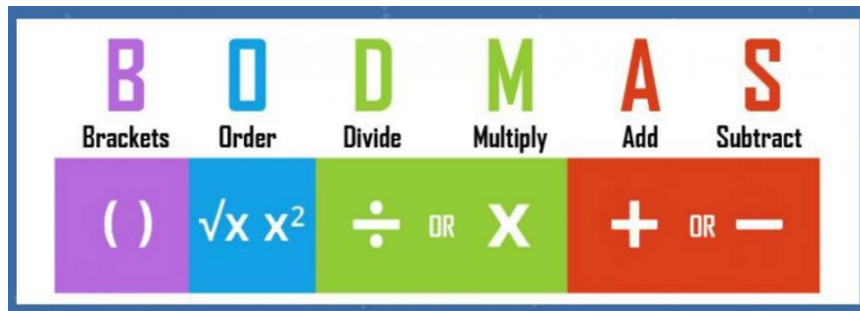 B O D M A S
Brackets Order Divide Multiply Add Subtract
( ) √x x² ÷ OR X + OR −